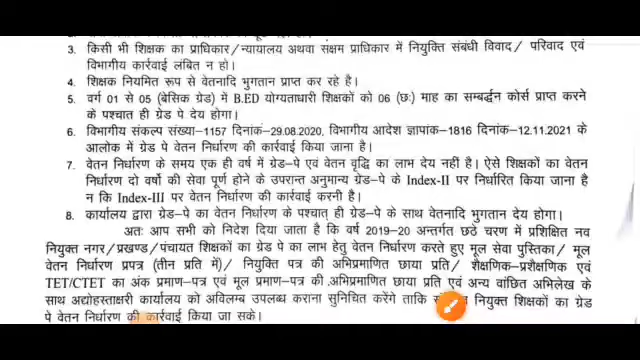 3. किसी भी शिक्षक का प्राधिकार/न्यायालय अथवा सक्षम प्राधिकार में नियुक्ति संबंधी विवाद/ परिवाद एवं
विभागीय कार्रवाई लंबित न हो।
4. शिक्षक नियमित रूप से वेतनादि भुगतान प्राप्त कर रहे है।
5. वर्ग 01 से 05 (बेसिक ग्रेड) में B.ED योग्यताधारी शिक्षकों को 06 (छः) माह का सम्बर्द्धन कोर्स प्राप्त करने
के पश्चात ही ग्रेड पे देय होगा।
6. विभागीय संकल्प संख्या-1157 दिनांक-29.08.2020, विभागीय आदेश ज्ञापांक-1816 दिनांक-12.11.2021 के
आलोक में ग्रेड पे वेतन निर्धारण की कार्रवाई किया जाना है।
7. वेतन निर्धारण के समय एक ही वर्ष में ग्रेड-पे एवं वेतन वृद्धि का लाभ देय नहीं है। ऐसे शिक्षकों का वेतन
निर्धारण दो वर्षो की सेवा पूर्ण होने के उपरान्त अनुमान्य ग्रेड-पे के Index-II पर निर्धारित किया जाना है
न कि Index-III पर वेतन निर्धारण की कार्रवाई करनी है।
8. कार्यालय द्वारा ग्रेड-पे का वेतन निर्धारण के पश्चात् ही ग्रेड-पे के साथ वेतनादि भुगतान देय होगा।
अतः आप सभी को निदेश दिया जाता है कि वर्ष 2019-20 अन्तर्गत छठे चरण में प्रशिक्षित नव
नियुक्त नगर/प्रखण्ड/पंचायत शिक्षकों का ग्रेड पे का लाभ हेतु वेतन निर्धारण करते हुए मूल सेवा पुस्तिका/ मूल
वेतन निर्धारण प्रपत्र (तीन प्रति में)/ नियुक्ति पत्र की अभिप्रमाणित छाया प्रति/ शैक्षणिक-प्रशैक्षणिक एवं
TET/CTET का अंक प्रमाण-पत्र एवं मूल प्रमाण-पत्र की अभिप्रमाणित छाया प्रति एवं अन्य वांछित अभिलेख के
साथ अद्योहस्ताक्षरी कार्यालय को अविलम्ब उपलब्ध कराना सुनिचित करेंगे ताकि नियुक्त शिक्षकों का ग्रेड
पे वेतन निर्धारण की कार्रवाई किया जा सके।